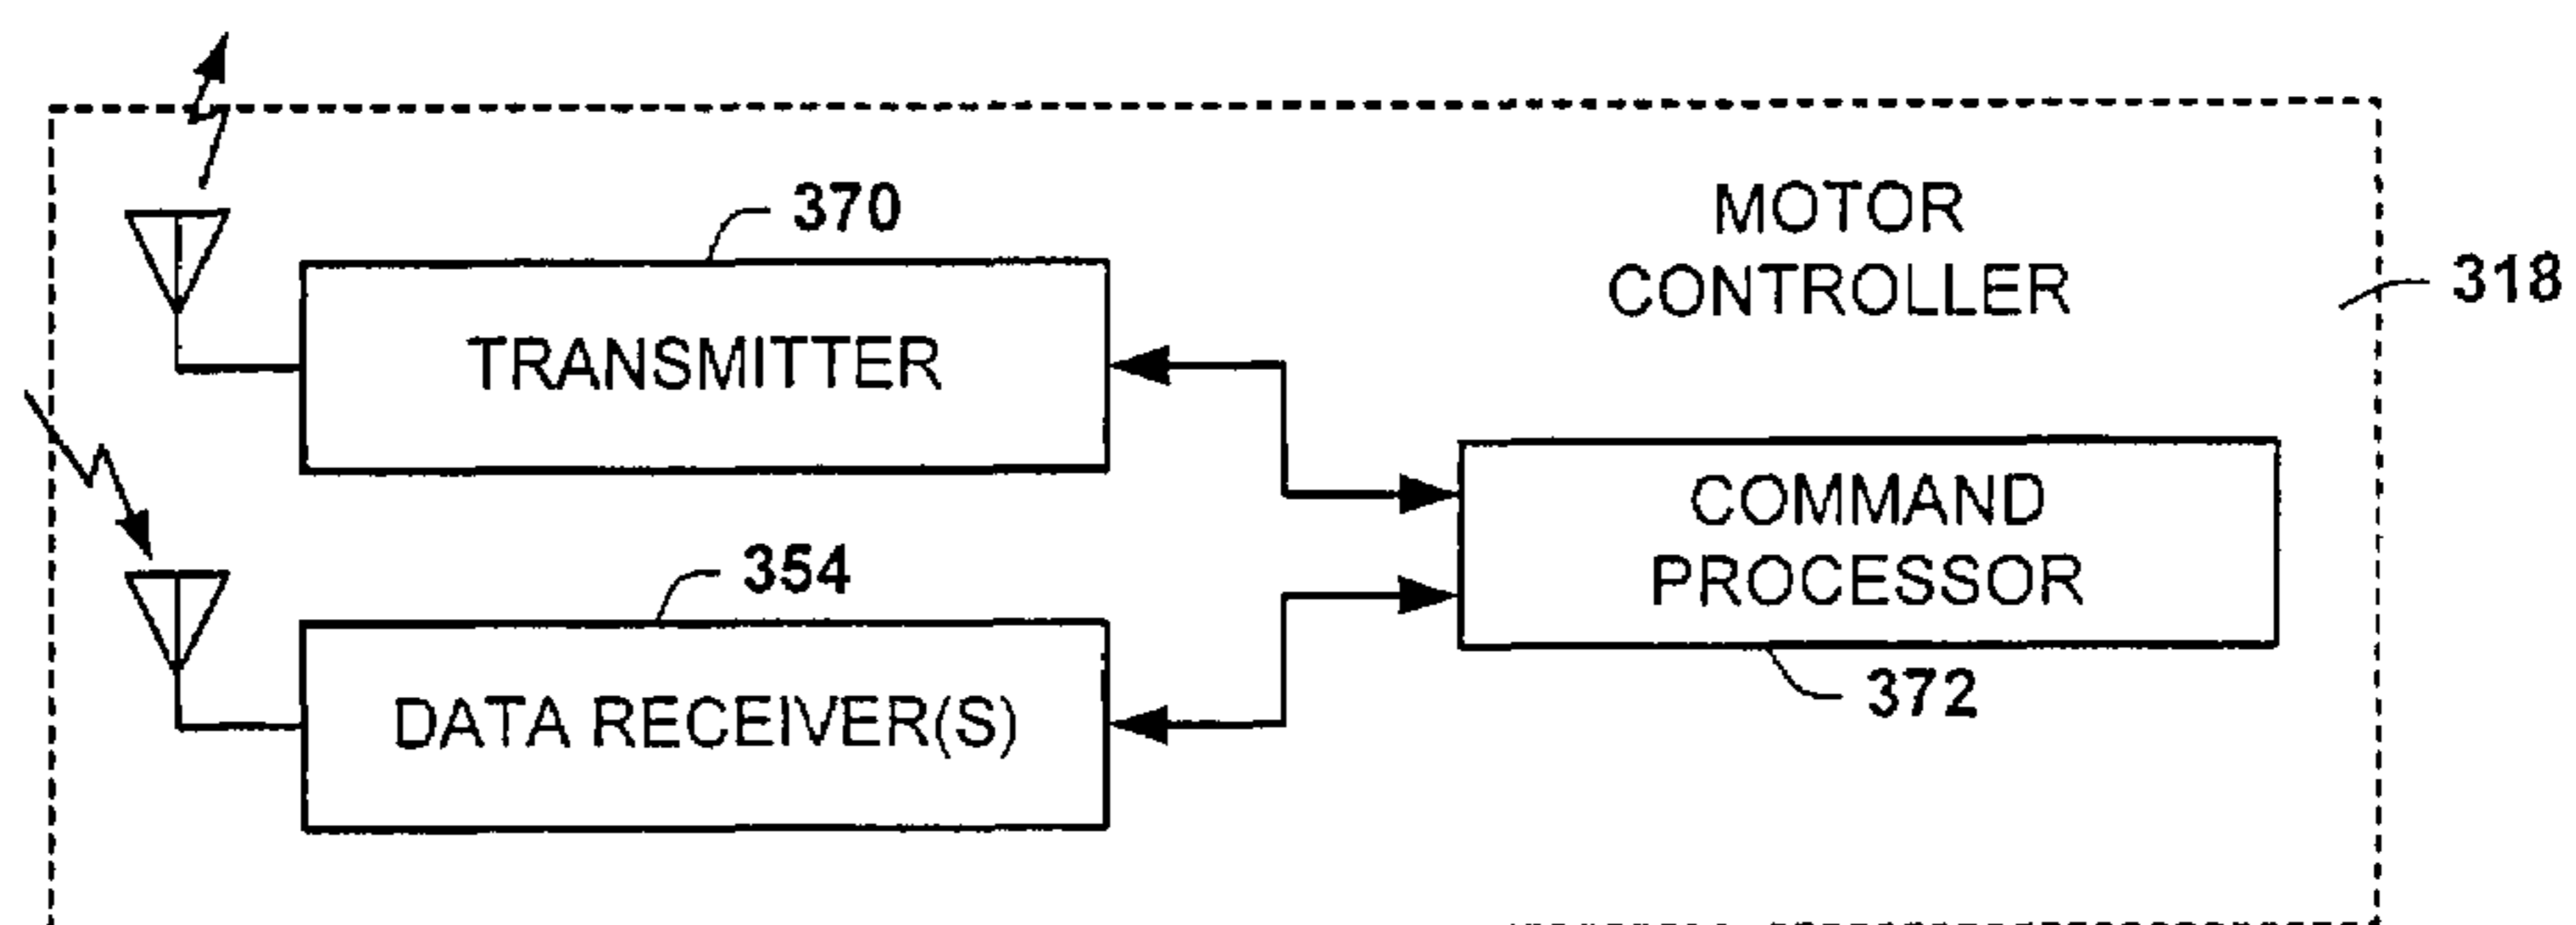 370
MOTOR
CONTROLLER
318
TRANSMITTER
COMMAND
PROCESSOR
354
372
DATA RECEIVER(S)